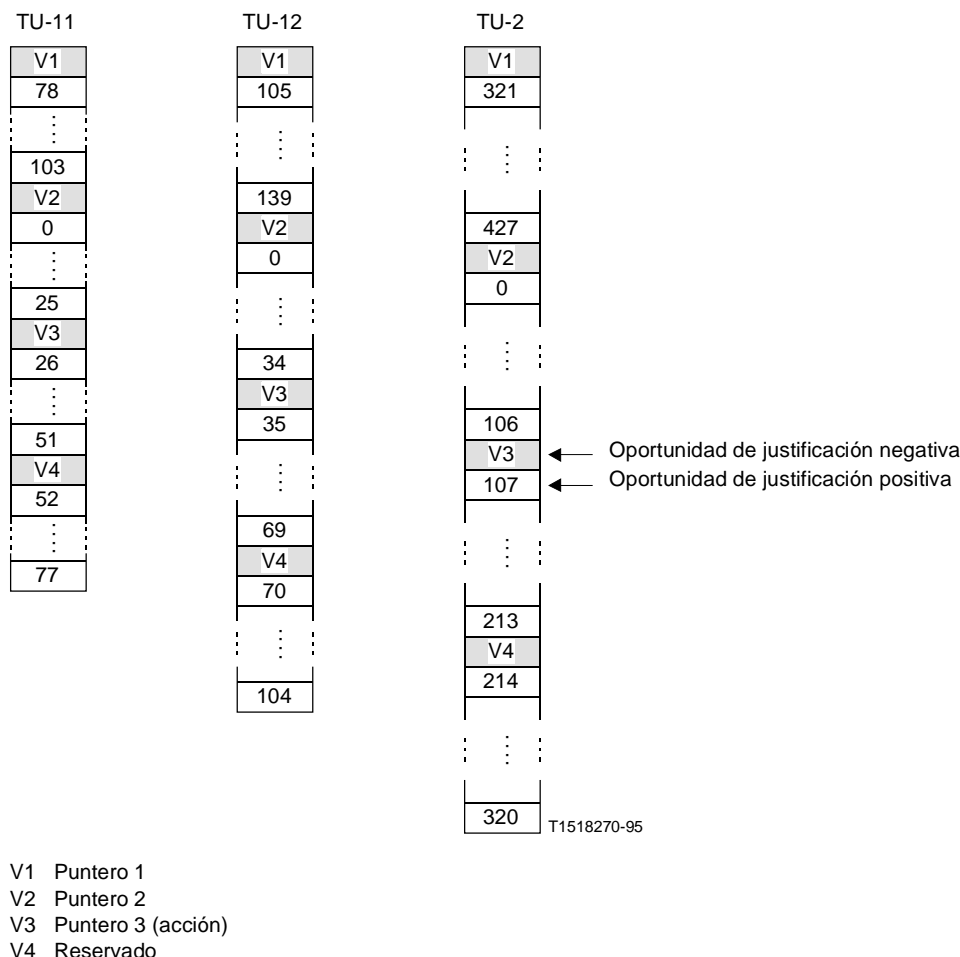 TU-11
V1
78
103
V2
0
25
V3
26
51
V4
52
77
TU-12
V1
105
139
V2
0
34
V3
35
69
V4
70
104
TU-2
V1
321
427
V2
0
106
V3
107
213
V4
214
320
Oportunidad de justificación negativa
Oportunidad de justificación positiva
T1518270-95
V1 Puntero 1
V2 Puntero 2
V3 Puntero 3 (acción)
V4 Reservado